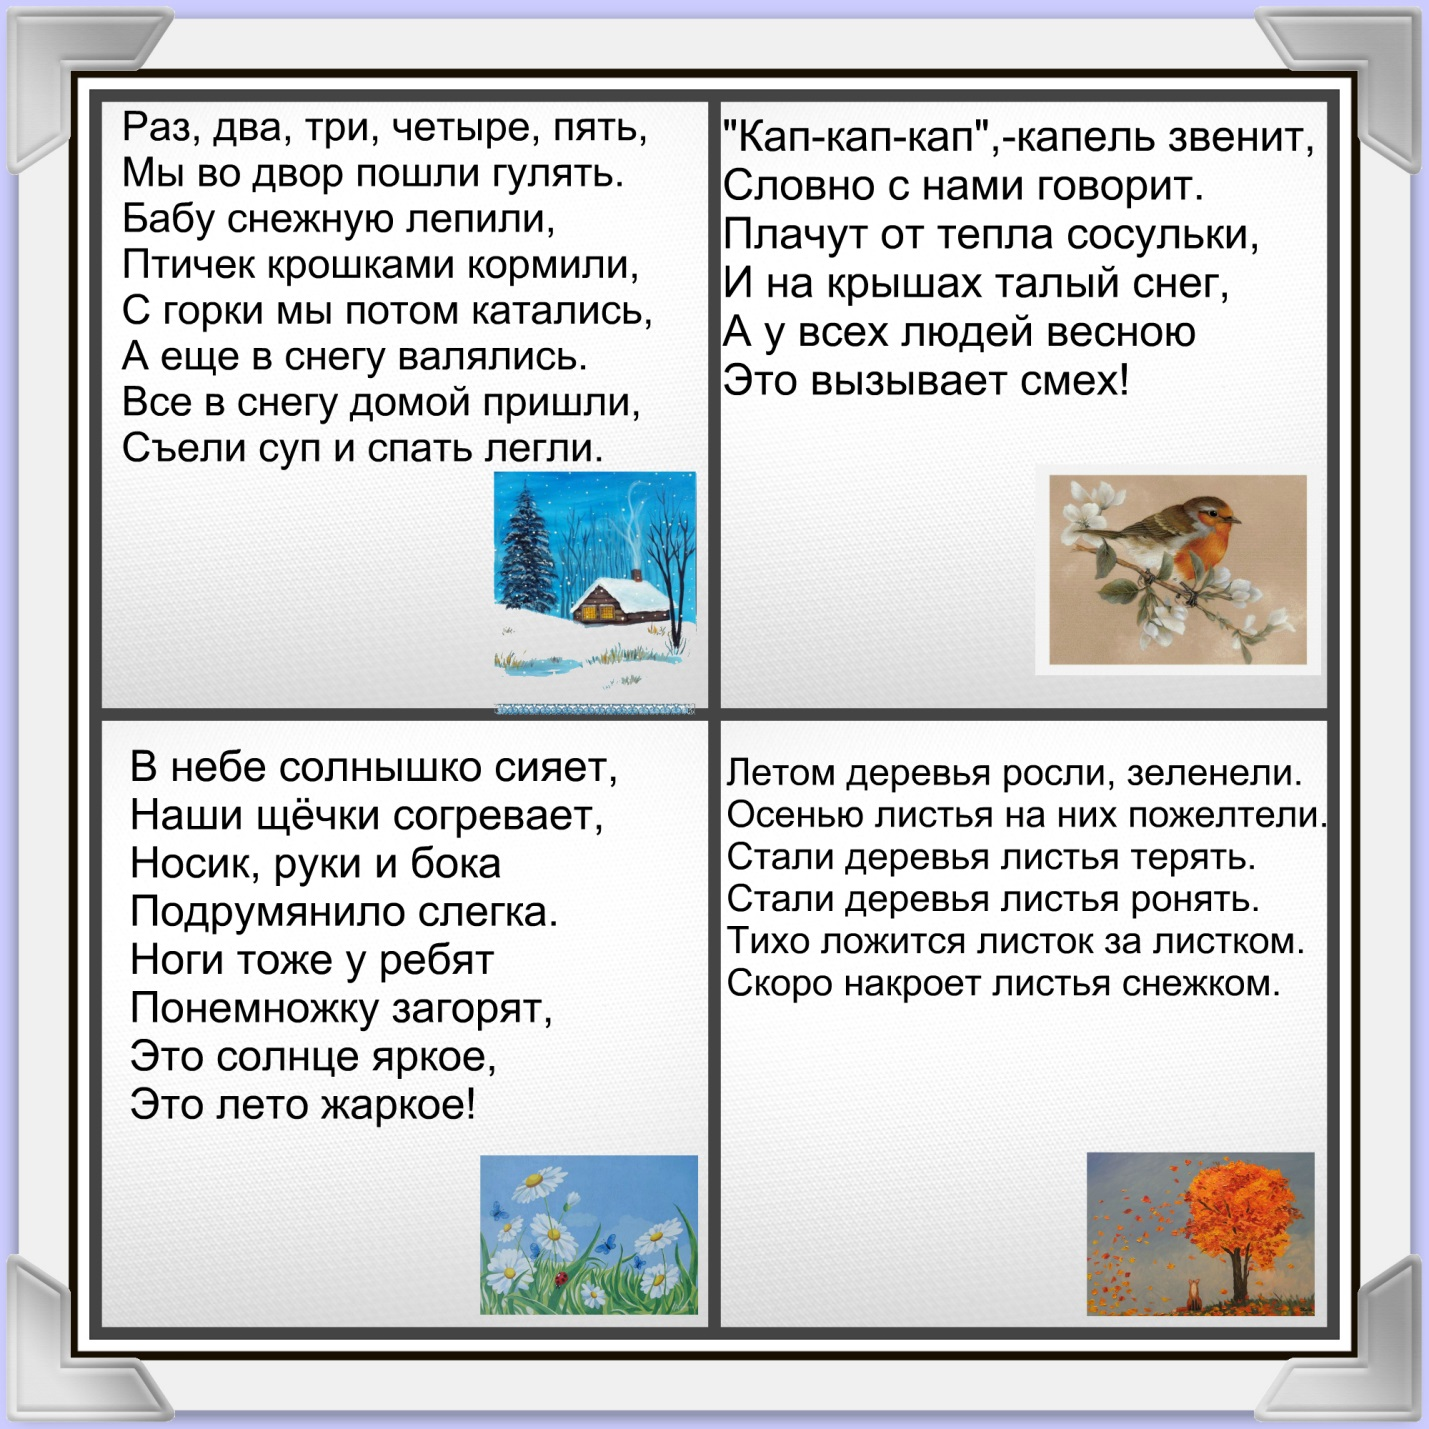 Раз, два, три, четыре, пять,
Мы во двор пошли гулять.
Бабу снежную лепили,
Птичек крошками кормили,
С горки мы потом катались,
А еще в снегу валялись.
Все в снегу домой пришли,
Съели суп и спать легли.
"Кап-кап-кап",-капель звенит,
Словно с нами говорит.
Плачут от тепла сосульки,
И на крышах талый снег,
А у всех людей весною
Это вызывает смех!
В небе солнышко сияет,
Наши щёчки согревает,
Носик, руки и бока
Подрумянило слегка.
Ноги тоже у ребят
Понемножку загорят,
Это солнце яркое,
Это лето жаркое!
Летом деревья росли, зеленели.
Осенью листья на них пожелтели.
Стали деревья листья терять.
Стали деревья листья ронять.
Тихо ложится листок за листком.
Скоро накроет листья снежком.